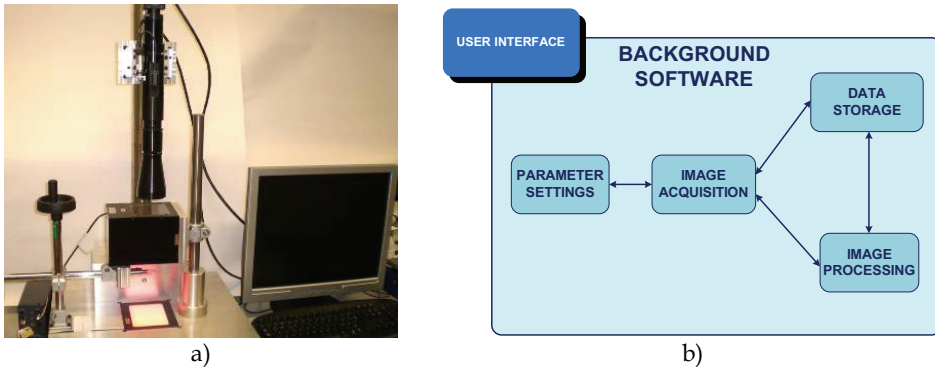 USER INTERFACE
BACKGROUND
SOFTWARE
DATA
STORAGE
PARAMETER
SETTINGS
IMAGE
ACQUISITION
IMAGE
PROCESSING
a)
b)